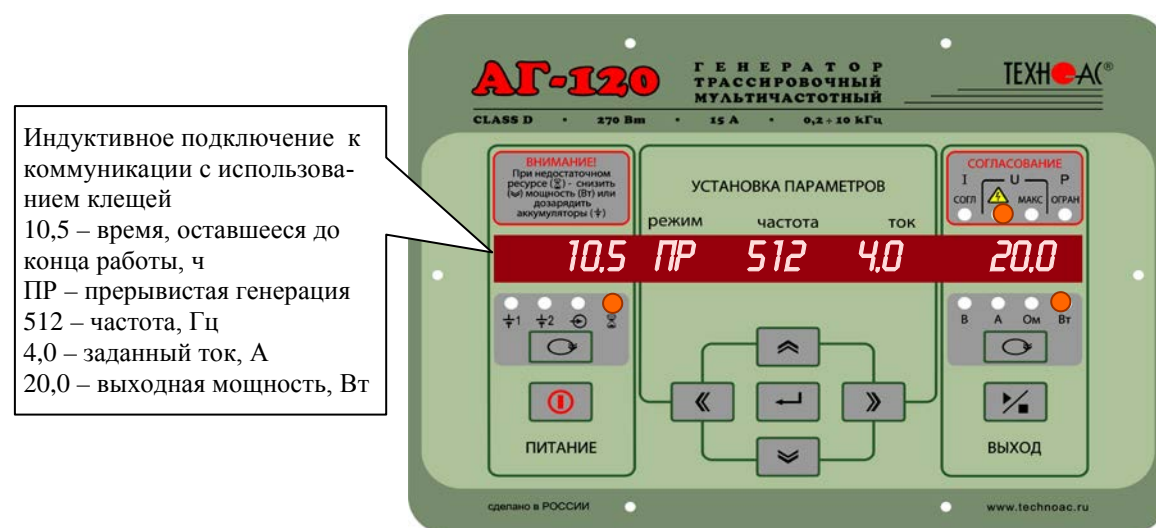 Индуктивное подключение к
коммуникации с использова-
нием клещей
10,5 – время, оставшееся до
конца работы, ч
ПР – прерывистая генерация
512 – частота, Гц
4,0 – заданный ток, А
20,0 – выходная мощность, Вт
АГ-120
ГЕНЕРАТОР
ТРАССИРОВОЧНЫЙ
МУЛЬТИЧАСТОТНЫЙ
ТЕХНО-АС®
CLASS D • 270 Вт • 15 А • 0,2÷10 кГц
ВНИМАНИЕ!
При недостаточном
ресурсе (⌛) - снизить
(≫) мощность (Вт) или
дозарядить
аккумуляторы (⏚)
УСТАНОВКА ПАРАМЕТРОВ
режим частота ток
СОГЛАСОВАНИЕ
I U P
СОГЛ МАКС ОГРАН
10,5 ПР 512 4,0 20,0
1 2
В А Ом Вт
ПИТАНИЕ
ВЫХОД
сделано в РОССИИ
www.technoac.ru